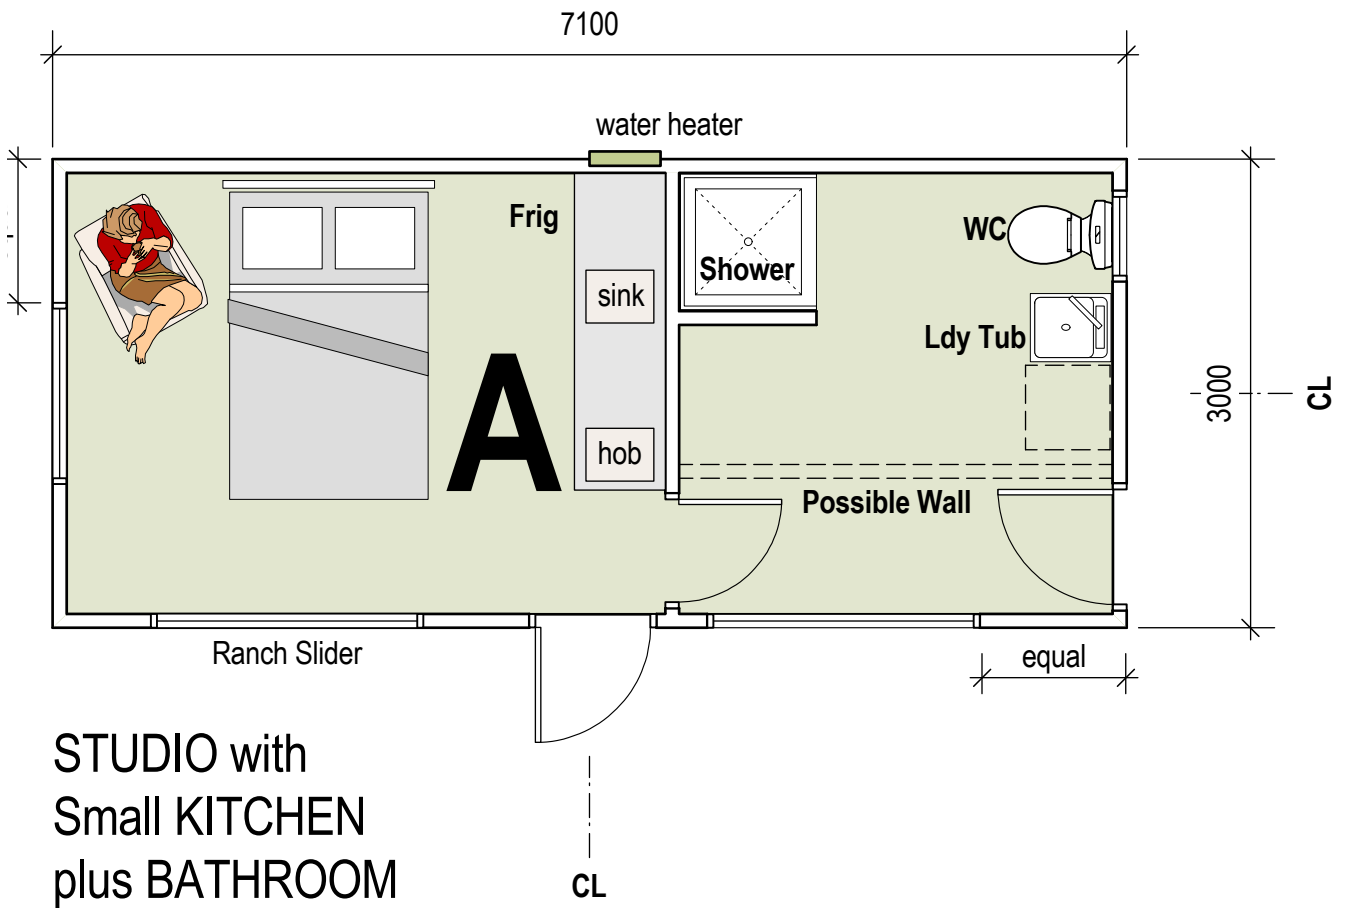 7100
water heater
Frig
WC
Shower
sink
Ldy Tub
A
3000
CL
hob
Possible Wall
Ranch Slider
equal
STUDIO with
Small KITCHEN
plus BATHROOM
CL